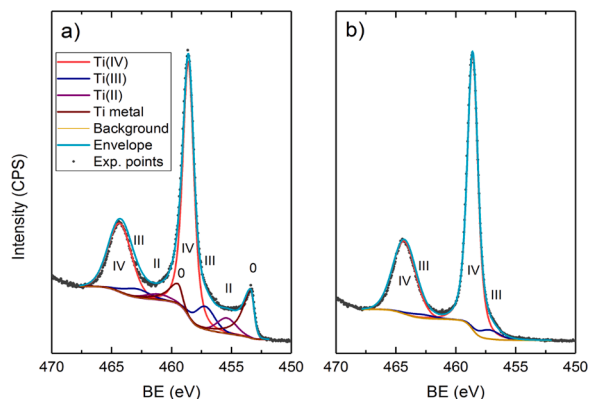 a)
Ti(IV)
Ti(III)
Ti(II)
Ti metal
Background
Envelope
Exp. points
IV
III
II
0
IV
III
II
0
470
465
460
455
450
BE (eV)
Intensity (CPS)
b)
IV
III
IV
III
470
465
460
455
450
BE (eV)